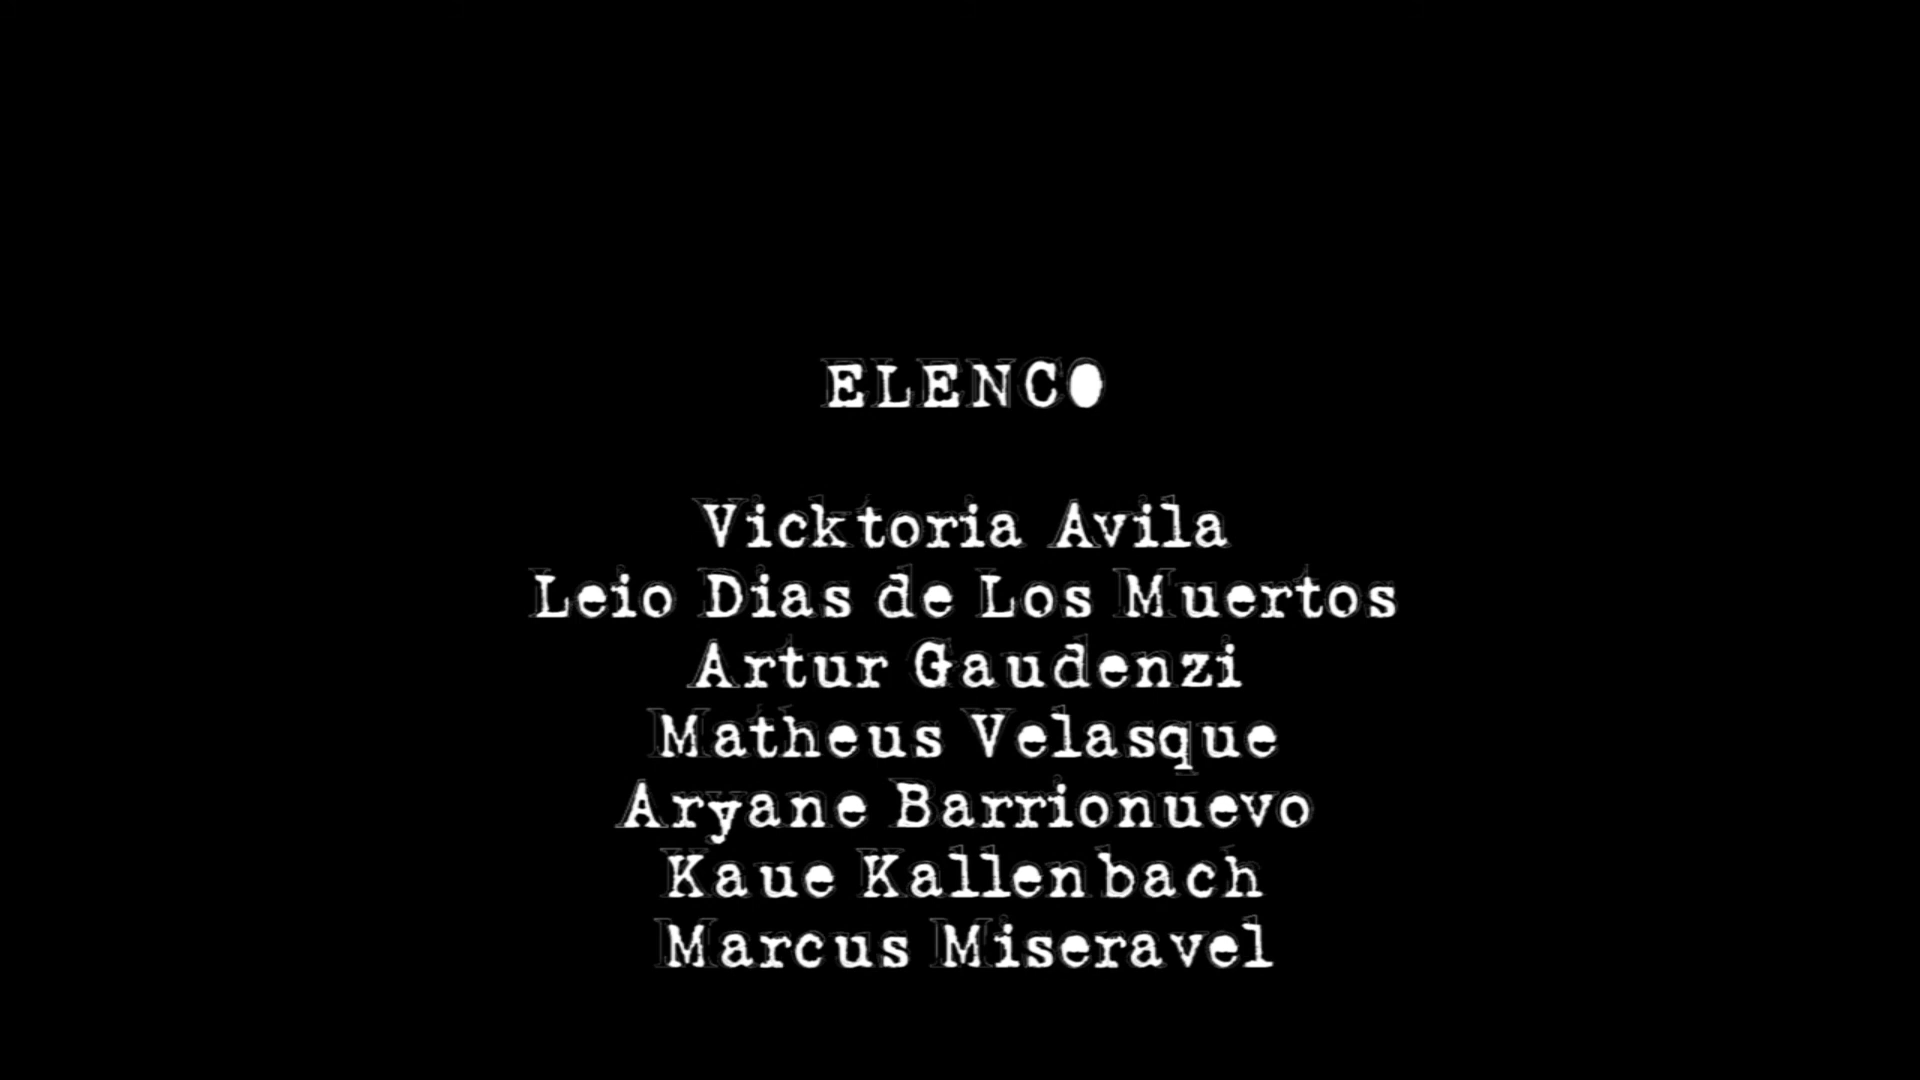 ELENCO
Vicktoria Avila
Leio Dias de Los Muertos
Artur Gaudenzi
Matheus Velasque
Aryane Barrionuevo
Kaue Kallenbach
Marcus Miseravel